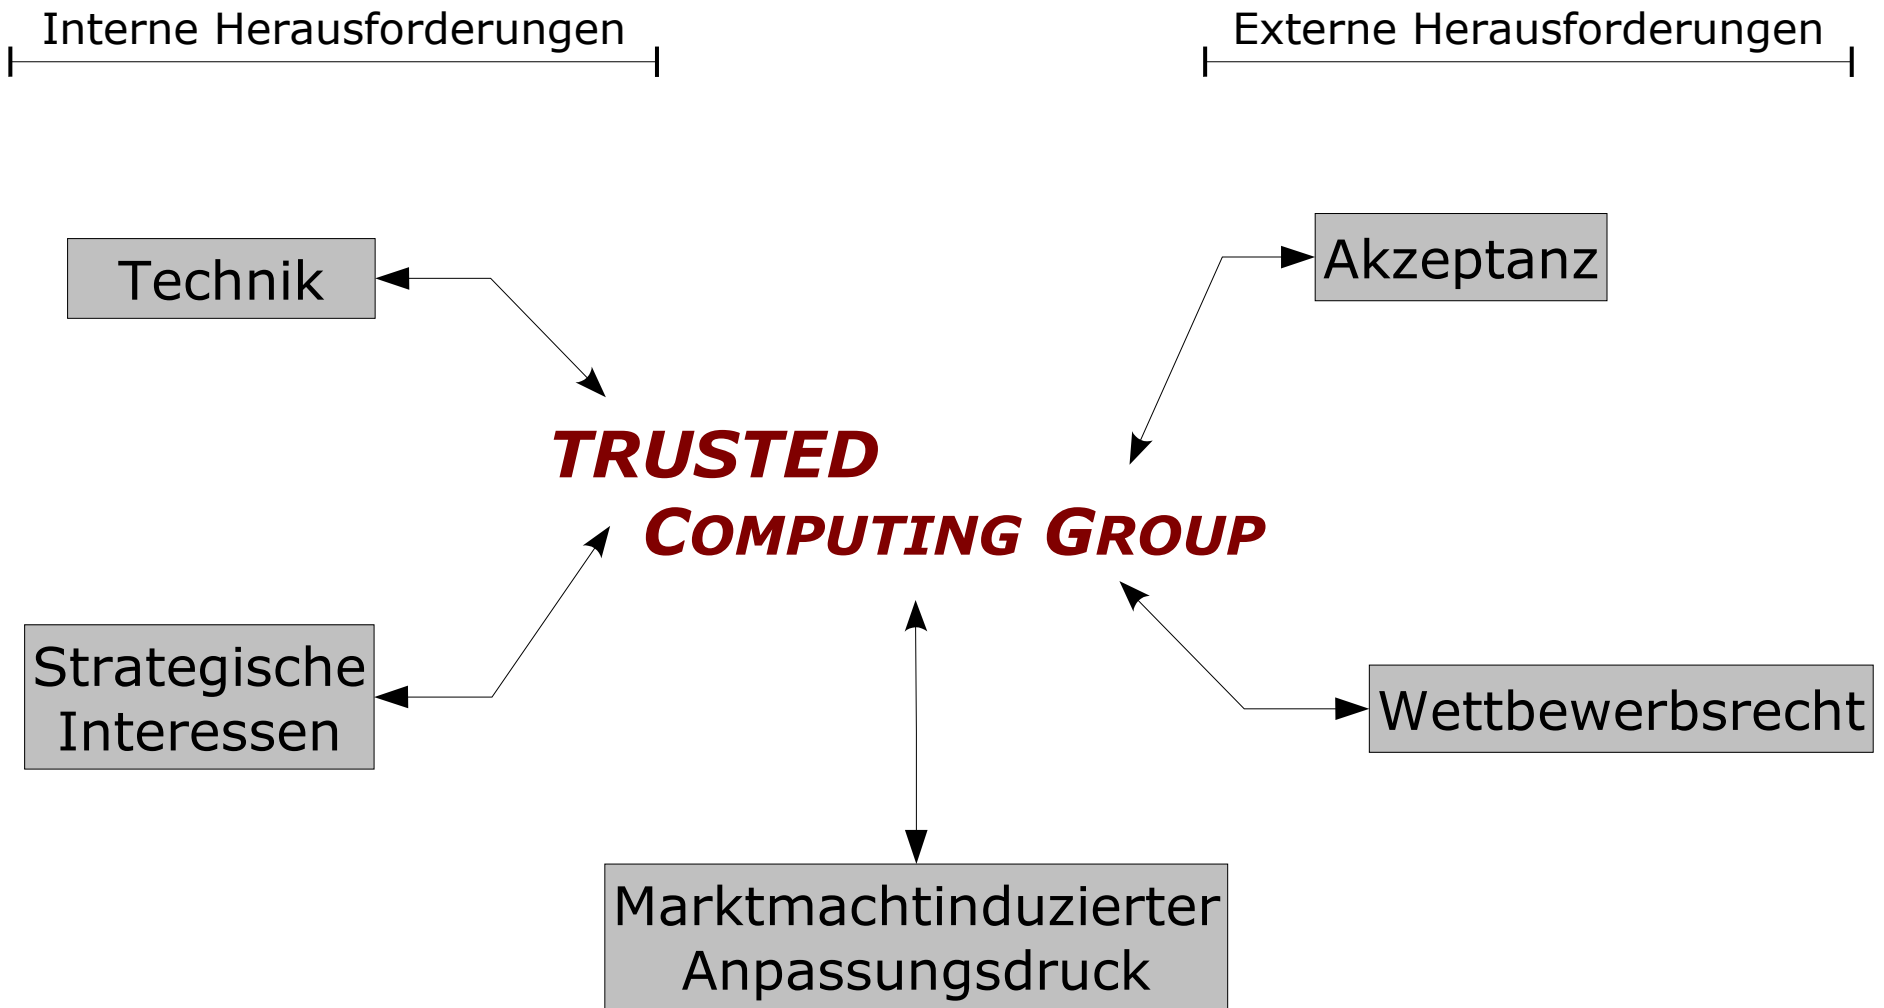 Interne Herausforderungen
Externe Herausforderungen
Technik
Akzeptanz
TRUSTED
COMPUTING GROUP
Strategische
Interessen
Wettbewerbsrecht
Marktmachtinduzierter
Anpassungsdruck